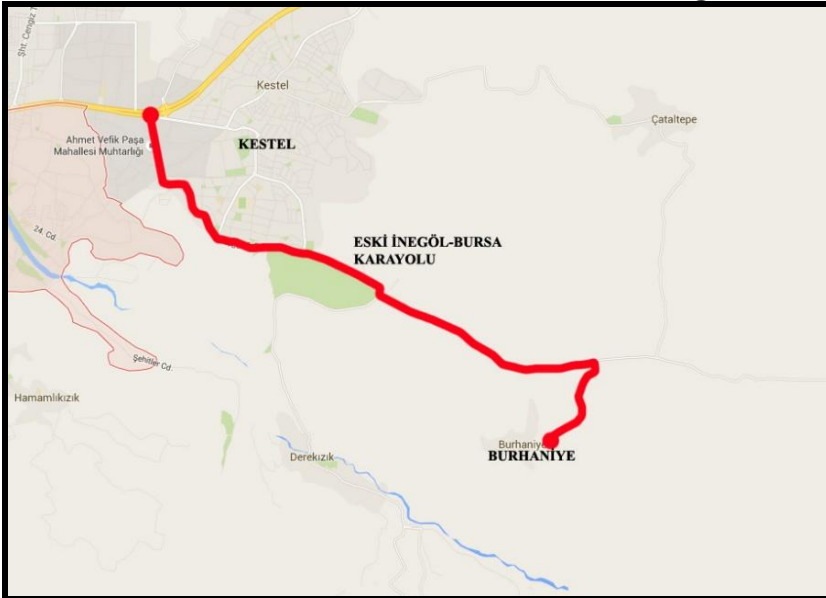 Şht. Cengiz T
Kestel
Çataltepe
Ahmet Vefik Paşa
Mahallesi Muhtarlığı
KESTEL
24. Cd.
ESKİ İNEGÖL-BURSA
KARAYOLU
Şehitler Cd.
Hamamlıkızık
Burhaniye
BURHANİYE
Derekızık